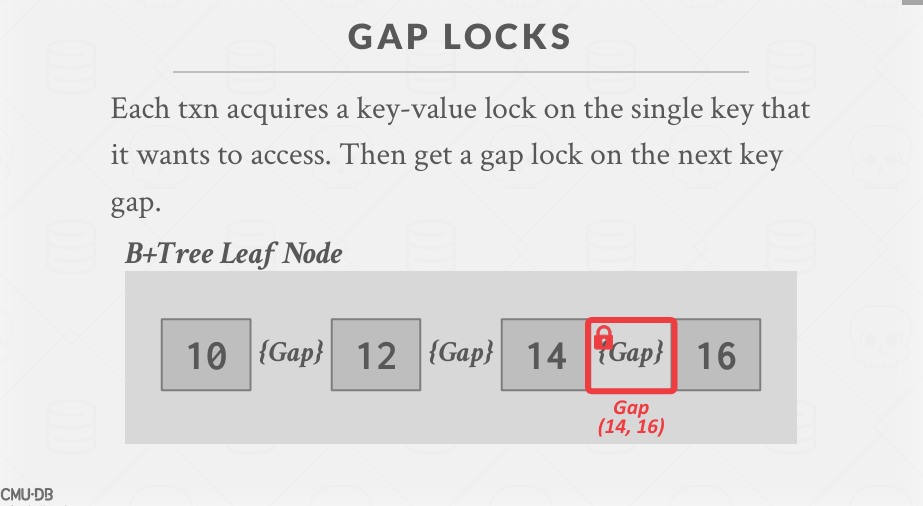 GAP LOCKS
Each txn acquires a key-value lock on the single key that
it wants to access. Then get a gap lock on the next key
gap.
B+Tree Leaf Node
10 {Gap} 12 {Gap} 14 {Gap} 16
Gap
(14, 16)
CMU·DB